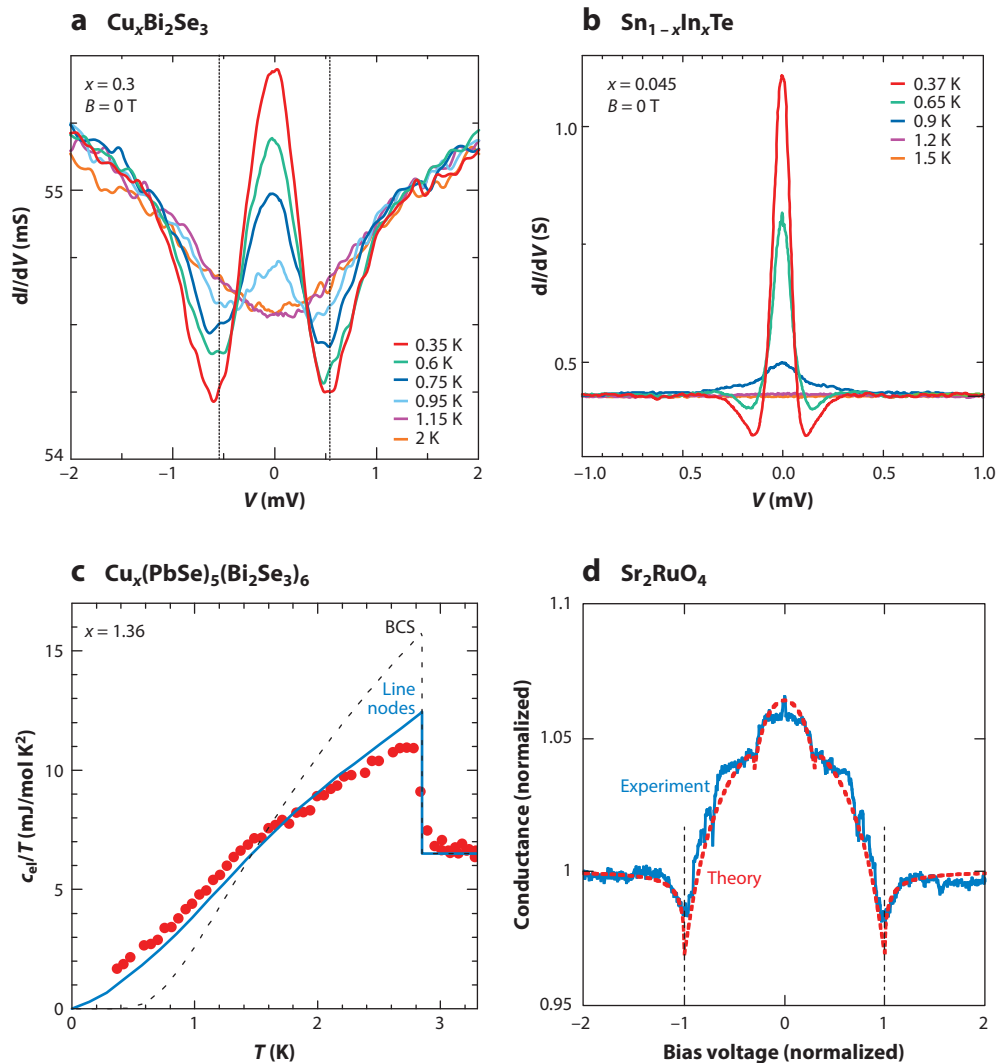 a CuₓBi₂Se₃
x = 0.3
B = 0 T
55
54
dI/dV (mS)
0.35 K
0.6 K
0.75 K
0.95 K
1.15 K
2 K
−2 −1 0 1 2
V (mV)
b Sn₁₋ₓInₓTe
x = 0.045
B = 0 T
0.37 K
0.65 K
0.9 K
1.2 K
1.5 K
1.0
0.5
dI/dV (S)
−1.0 0.5 0.0 0.5 1.0
V (mV)
c Cuₓ(PbSe)₅(Bi₂Se₃)₆
x = 1.36
BCS
Line
nodes
15
10
5
0
cₑₗ/T (mJ/mol K²)
0 1 2 3
T (K)
d Sr₂RuO₄
1.1
1.05
1
0.95
Conductance (normalized)
Experiment
Theory
−2 −1 0 1 2
Bias voltage (normalized)